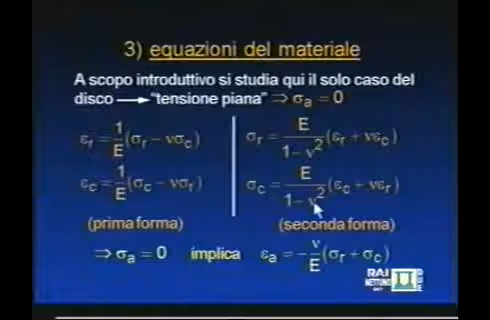 3) equazioni del materiale
A scopo introduttivo si studia qui il solo caso del
disco → "tensione piana" ⇒ σa = 0
εr = 1/E (σr − νσc)
εc = 1/E (σc − νσr)
(prima forma)
σr = E/(1− ν²) (εr + νεc)
σc = E/(1− ν²) (εc + νεr)
(seconda forma)
⇒ σa = 0 implica εa = − ν/E (σr + σc)
RAI
NETTUNO
SAT